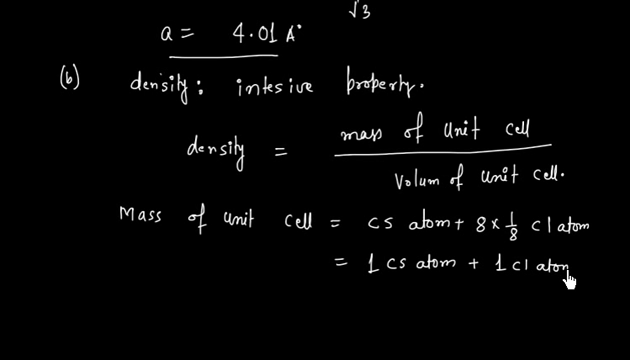 √3
a = 4.01 A°
(b) density: intesive property.
density = mass of unit cell
volum of unit cell.
Mass of unit cell = cs atom + 8 × 1/8 cl atom
= 1 cs atom + 1 cl atom